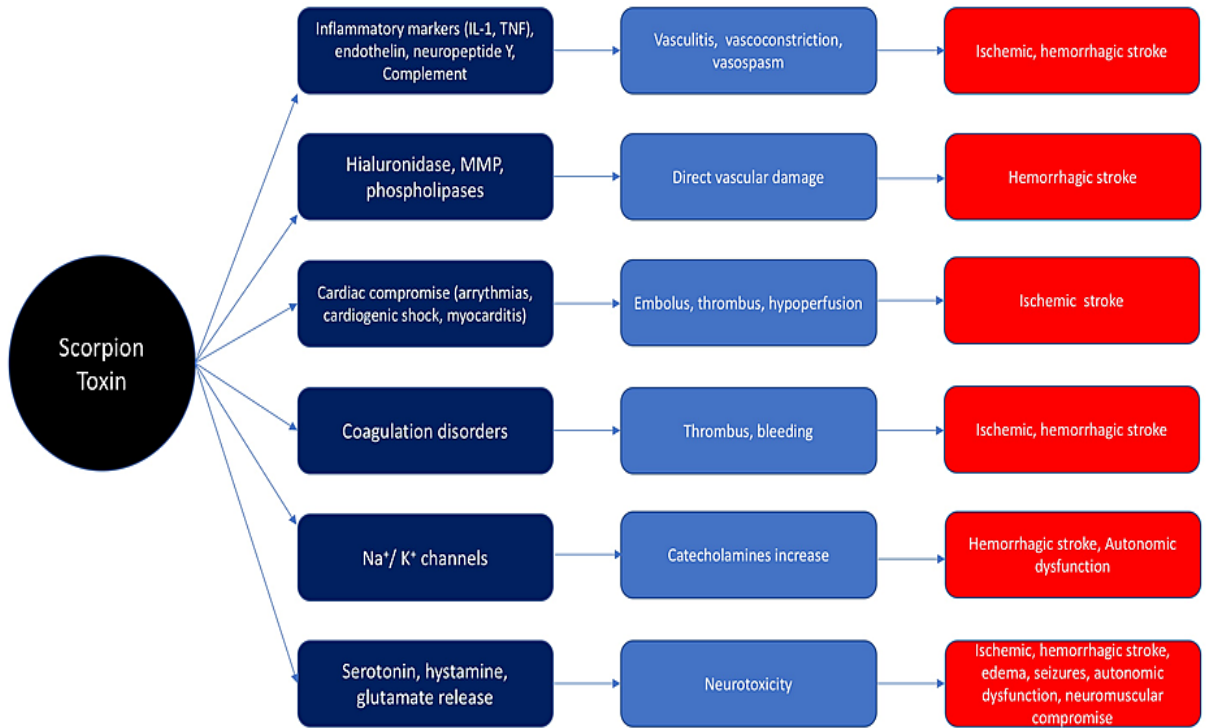 Scorpion
Toxin
Inflammatory markers (IL-1, TNF),
endothelin, neuropeptide Y,
Complement
Vasculitis, vasoconstriction,
vasospasm
Ischemic, hemorrhagic stroke
Hialuronidase, MMP,
phospholipases
Direct vascular damage
Hemorrhagic stroke
Cardiac compromise (arrythmias,
cardiogenic shock, myocarditis)
Embolus, thrombus, hypoperfusion
Ischemic stroke
Coagulation disorders
Thrombus, bleeding
Ischemic, hemorrhagic stroke
Na⁺/ K⁺ channels
Catecholamines increase
Hemorrhagic stroke, Autonomic
dysfunction
Serotonin, hystamine,
glutamate release
Neurotoxicity
Ischemic, hemorrhagic stroke,
edema, seizures, autonomic
dysfunction, neuromuscular
compromise